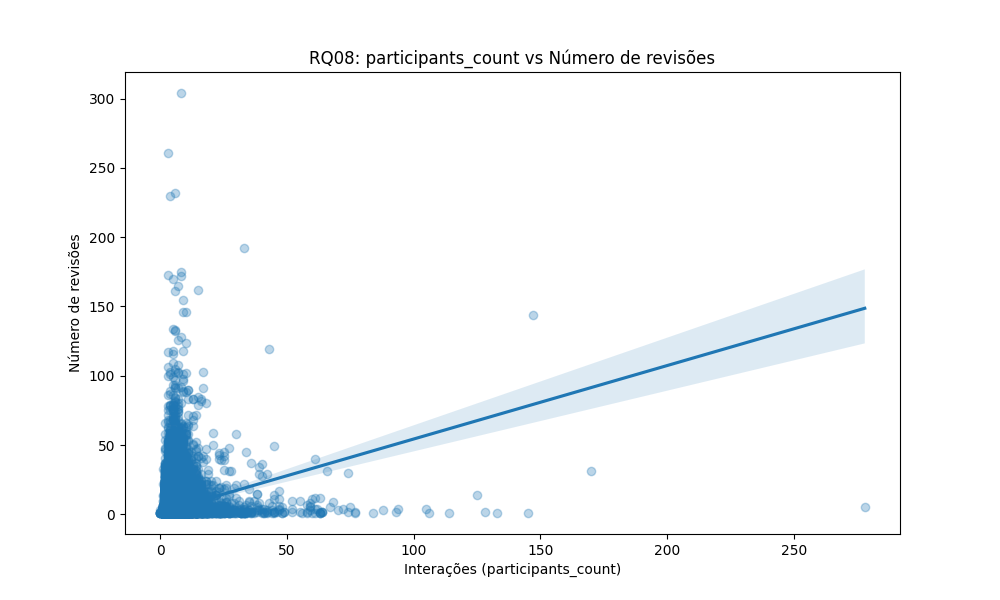 RQ08: participants_count vs Número de revisões
300
250
200
150
100
50
0
Número de revisões
0 50 100 150 200 250
Interações (participants_count)